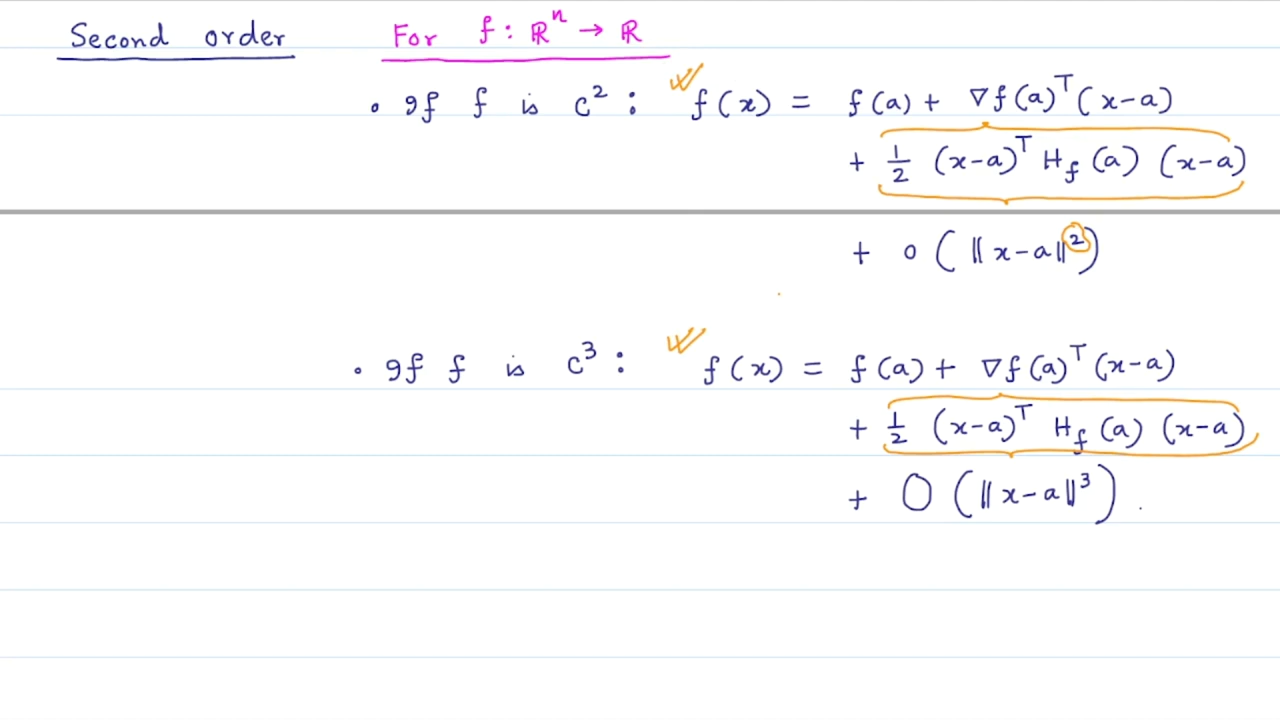 Second order For f : ℝⁿ → ℝ
• If f is C² : f(x) = f(a) + ∇f(a)ᵀ(x-a)
+ ½ (x-a)ᵀ H_f (a) (x-a)
+ o(‖x-a‖²)
• If f is C³ : f(x) = f(a) + ∇f(a)ᵀ(x-a)
+ ½ (x-a)ᵀ H_f (a) (x-a)
+ O(‖x-a‖³).